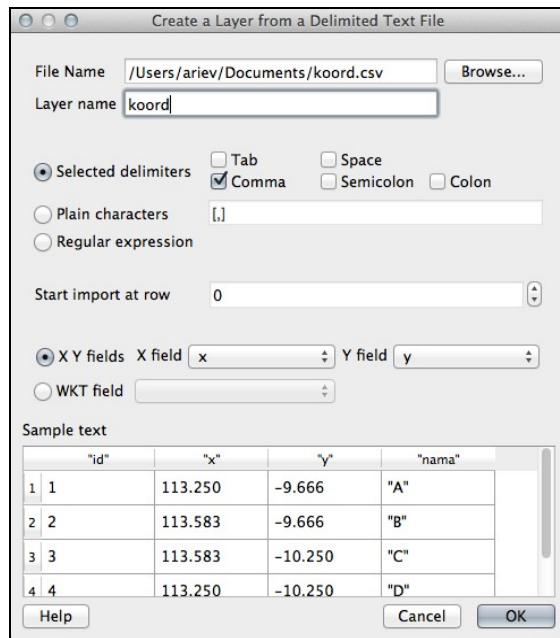 Create a Layer from a Delimited Text File
File Name /Users/ariev/Documents/koord.csv Browse...
Layer name koord
Selected delimiters Tab Space
Comma Semicolon Colon
Plain characters [,]
Regular expression
Start import at row 0
X Y fields X field x Y field y
WKT field
Sample text
"id" "x" "y" "nama"
1 1 113.250 -9.666 "A"
2 2 113.583 -9.666 "B"
3 3 113.583 -10.250 "C"
4 4 113.250 -10.250 "D"
Help Cancel OK